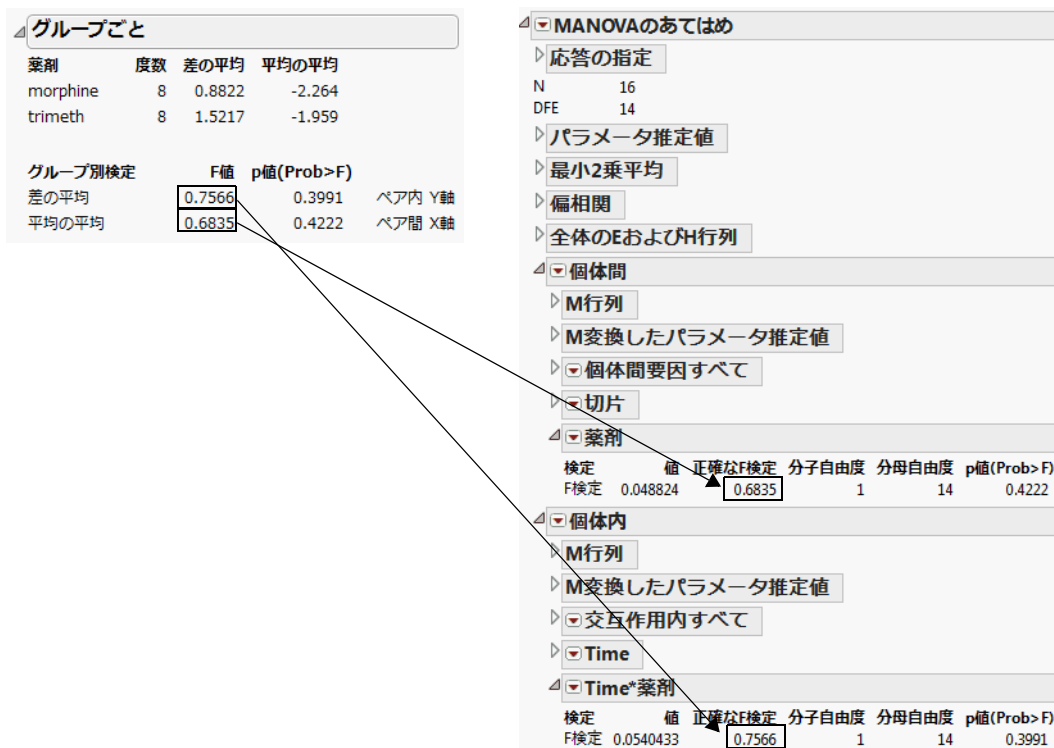 グループごと
薬剤 度数 差の平均 平均の平均
morphine 8 0.8822 -2.264
trimeth 8 1.5217 -1.959
グループ別検定 F値 p値(Prob>F)
差の平均 0.7566 0.3991 ペア内 Y軸
平均の平均 0.6835 0.4222 ペア間 X軸
MANOVAのあてはめ
応答の指定
N 16
DFE 14
パラメータ推定値
最小2乗平均
偏相関
全体のEおよびH行列
個体間
M行列
M変換したパラメータ推定値
個体間要因すべて
切片
薬剤
検定 値 正確なF検定 分子自由度 分母自由度 p値(Prob>F)
F検定 0.048824 0.6835 1 14 0.4222
個体内
M行列
M変換したパラメータ推定値
交互作用内すべて
Time
Time*薬剤
検定 値 正確なF検定 分子自由度 分母自由度 p値(Prob>F)
F検定 0.0540433 0.7566 1 14 0.3991